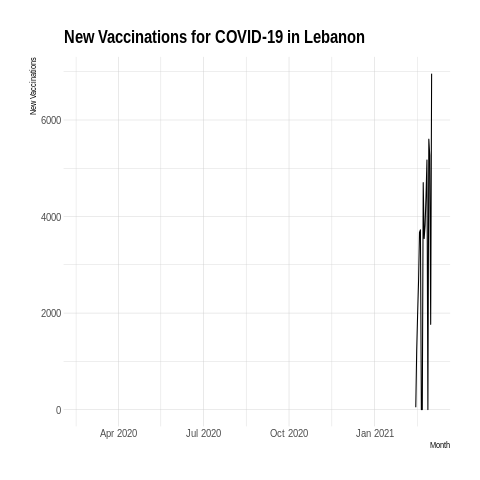 New Vaccinations for COVID-19 in Lebanon
New Vaccinations
6000
4000
2000
0
Apr 2020 Jul 2020 Oct 2020 Jan 2021
Month